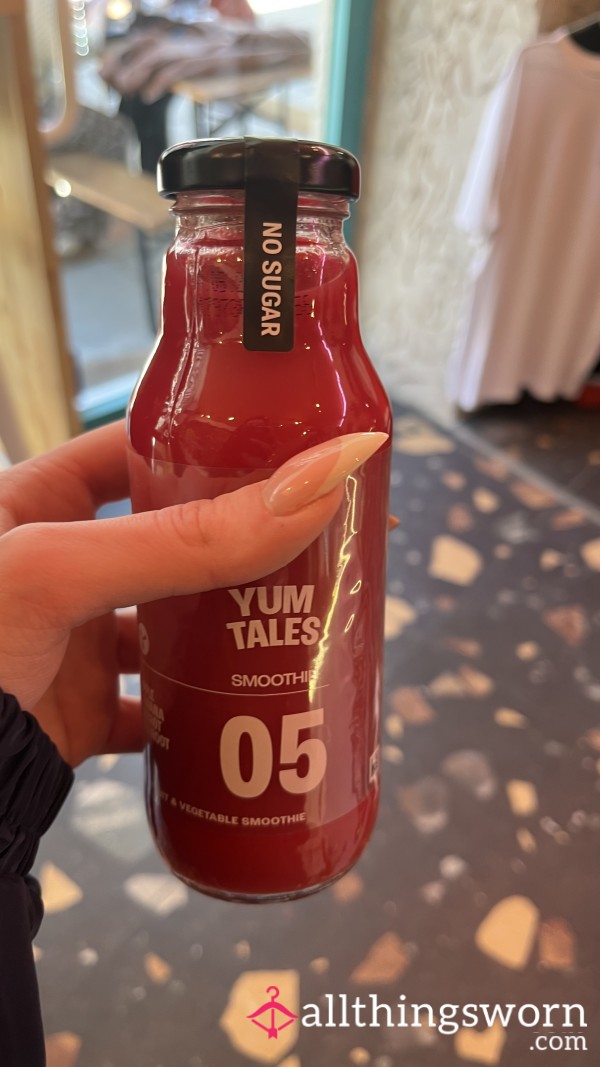 NO SUGAR
YUM
TALES
SMOOTHIE
05
& VEGETABLE SMOOTHIE
allthingsworn
.com